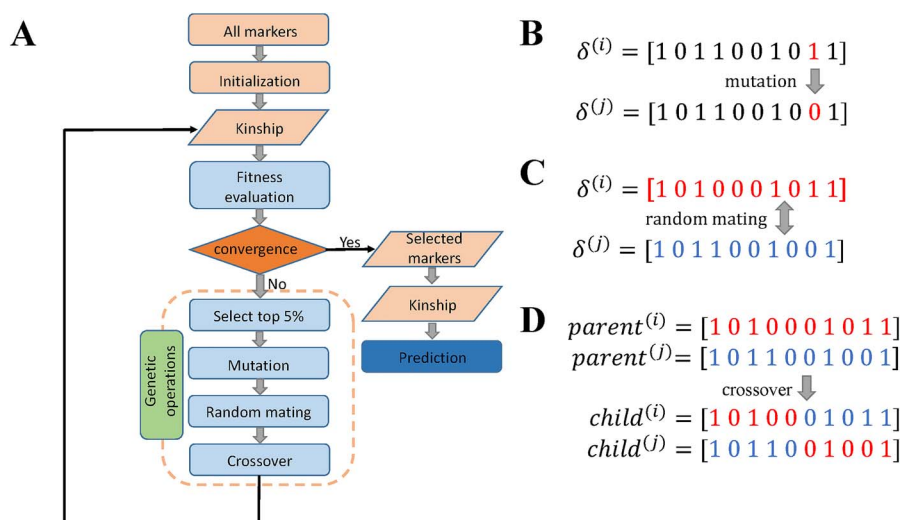 A
All markers
Initialization
Kinship
Fitness
evaluation
convergence
Yes
No
Selected
markers
Kinship
Prediction
Genetic
operations
Select top 5%
Mutation
Random mating
Crossover
B
δ⁽ⁱ⁾ = [1 0 1 1 0 0 1 0 1 1]
mutation
δ⁽ʲ⁾ = [1 0 1 1 0 0 1 0 0 1]
C
δ⁽ⁱ⁾ = [1 0 1 0 0 0 1 0 1 1]
random mating
δ⁽ʲ⁾ = [1 0 1 1 0 0 1 0 0 1]
D
parent⁽ⁱ⁾ = [1 0 1 0 0 0 1 0 1 1]
parent⁽ʲ⁾= [1 0 1 1 0 0 1 0 0 1]
crossover
child⁽ⁱ⁾ = [1 0 1 0 0 0 1 0 1 1]
child⁽ʲ⁾ = [1 0 1 1 0 0 1 0 0 1]